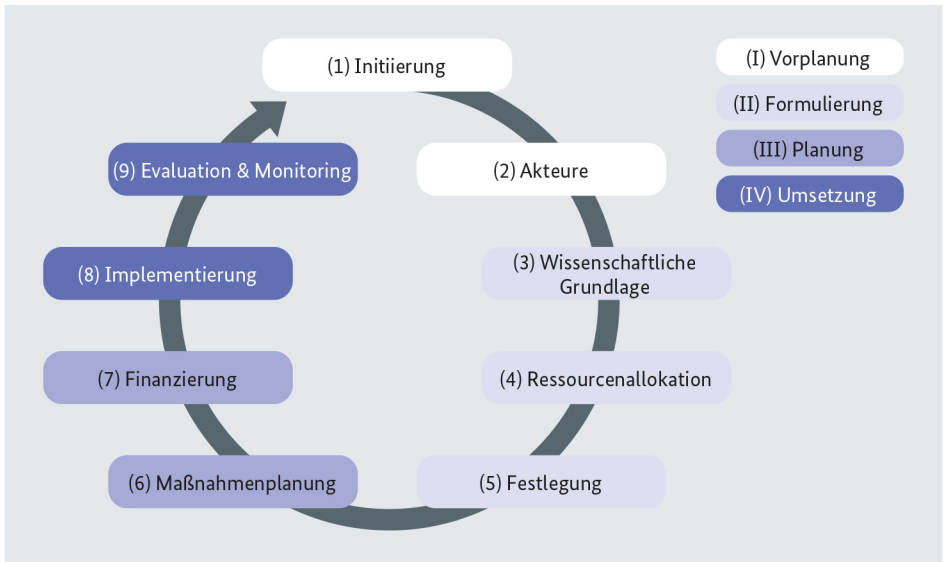 (1) Initiierung
(2) Akteure
(3) Wissenschaftliche
Grundlage
(4) Ressourcenallokation
(5) Festlegung
(6) Maßnahmenplanung
(7) Finanzierung
(8) Implementierung
(9) Evaluation & Monitoring
(I) Vorplanung
(II) Formulierung
(III) Planung
(IV) Umsetzung